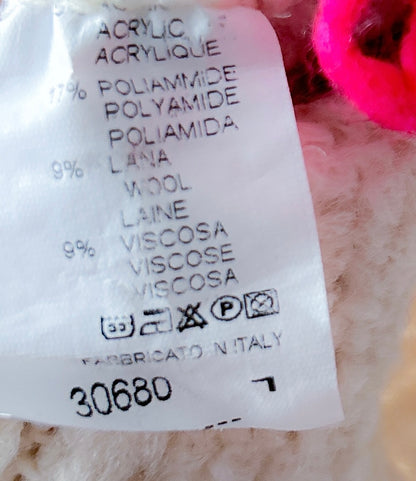 ACRYLIC
ACRYLIQUE
17% POLIAMMIDE
POLYAMIDE
POLIAMIDA
9% LANA
WOOL
LAINE
9% VISCOSA
VISCOSE
VISCOSA
P
FABBRICATO IN ITALY
30680